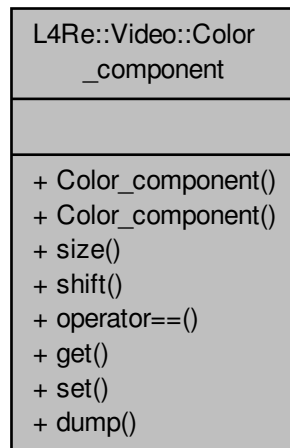 L4Re::Video::Color
_component
+ Color_component()
+ Color_component()
+ size()
+ shift()
+ operator==()
+ get()
+ set()
+ dump()